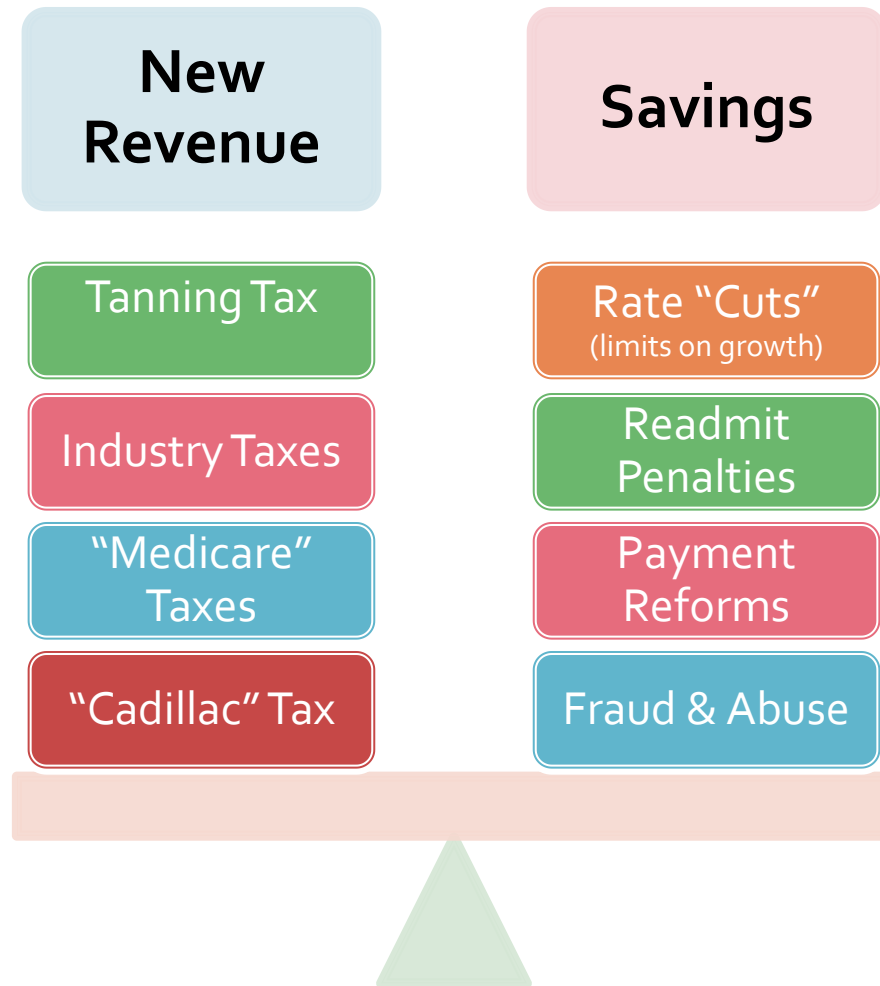 New
Revenue
Savings
Tanning Tax
Industry Taxes
“Medicare”
Taxes
“Cadillac” Tax
Rate “Cuts”
(limits on growth)
Readmit
Penalties
Payment
Reforms
Fraud & Abuse